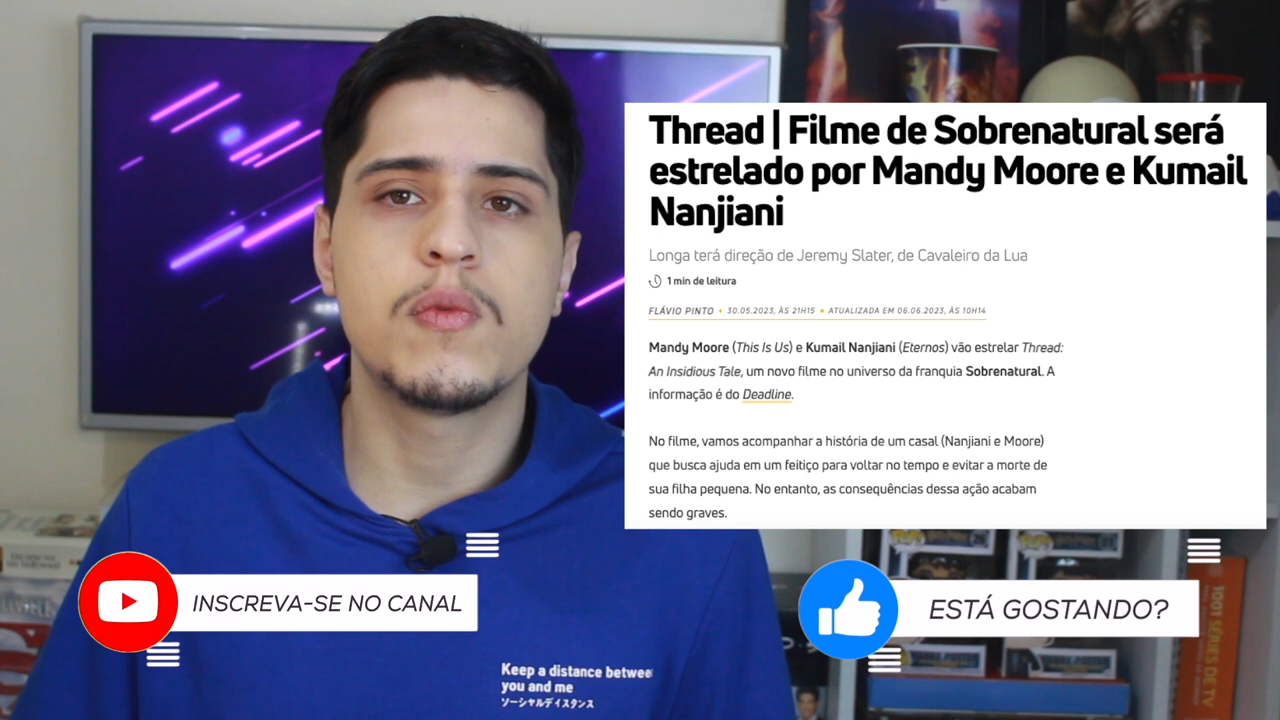 Thread | Filme de Sobrenatural será
estrelado por Mandy Moore e Kumail
Nanjiani
Longa terá direção de Jeremy Slater, de Cavaleiro da Lua
1 min de leitura
FLÁVIO PINTO • 30.05.2023, ÀS 21H15 • ATUALIZADA EM 06.06.2023, ÀS 10H14
Mandy Moore (This Is Us) e Kumail Nanjiani (Eternos) vão estrelar Thread:
An Insidious Tale, um novo filme no universo da franquia Sobrenatural. A
informação é do Deadline.
No filme, vamos acompanhar a história de um casal (Nanjiani e Moore)
que busca ajuda em um feitiço para voltar no tempo e evitar a morte de
sua filha pequena. No entanto, as consequências dessa ação acabam
sendo graves.
INSCREVA-SE NO CANAL
ESTÁ GOSTANDO?
Keep a distance between
you and me
ソーシャルディスタンス
1001 SÉRIES DE TV